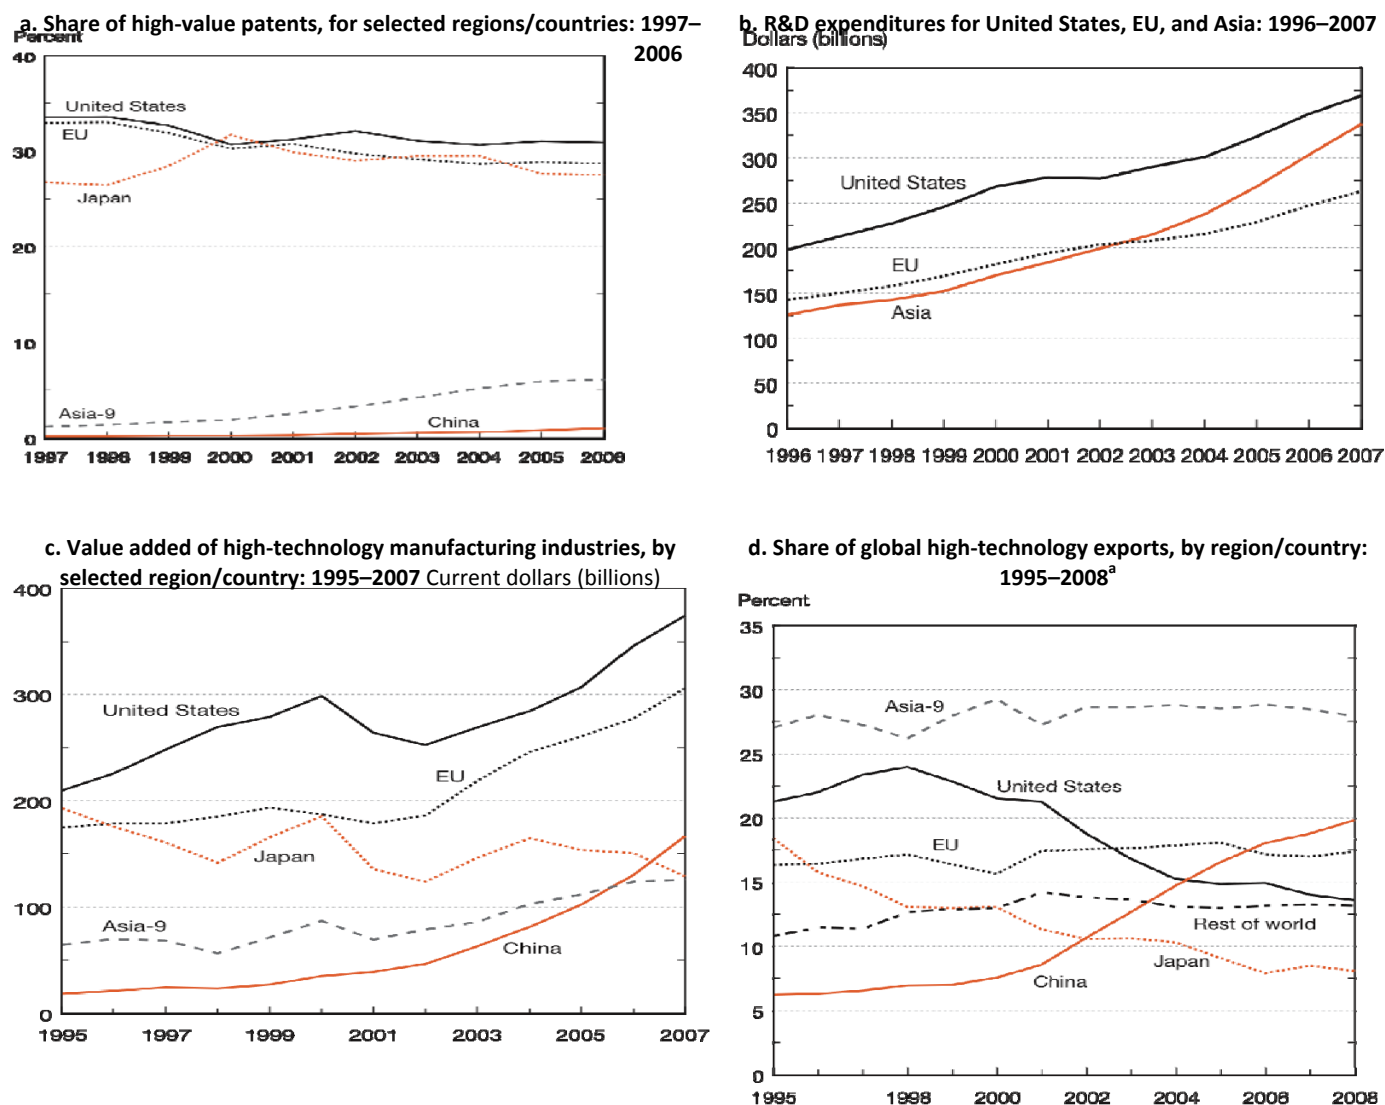 a. Share of high-value patents, for selected regions/countries: 1997–
2006
Percent
40
30
20
10
0
United States
EU
Japan
Asia-9
China
1997 1998 1999 2000 2001 2002 2003 2004 2005 2006
b. R&D expenditures for United States, EU, and Asia: 1996–2007
Dollars (billions)
400
350
300
250
200
150
100
50
0
United States
EU
Asia
1996 1997 1998 1999 2000 2001 2002 2003 2004 2005 2006 2007
c. Value added of high-technology manufacturing industries, by
selected region/country: 1995–2007 Current dollars (billions)
400
300
200
100
0
United States
EU
Japan
Asia-9
China
1995 1997 1999 2001 2003 2005 2007
d. Share of global high-technology exports, by region/country:
1995–2008a
Percent
35
30
25
20
15
10
5
0
Asia-9
United States
EU
Rest of world
Japan
China
1995 1998 2000 2002 2004 2006 2008